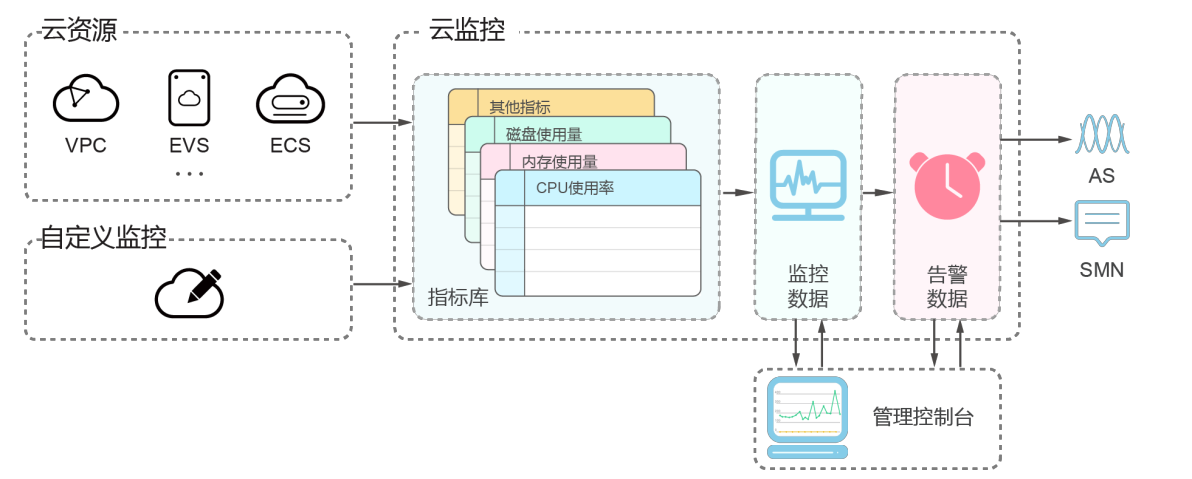 云资源
VPC
EVS
ECS
...
自定义监控
云监控
其他指标
磁盘使用量
内存使用量
CPU使用率
指标库
监控
数据
告警
数据
AS
SMN
管理控制台